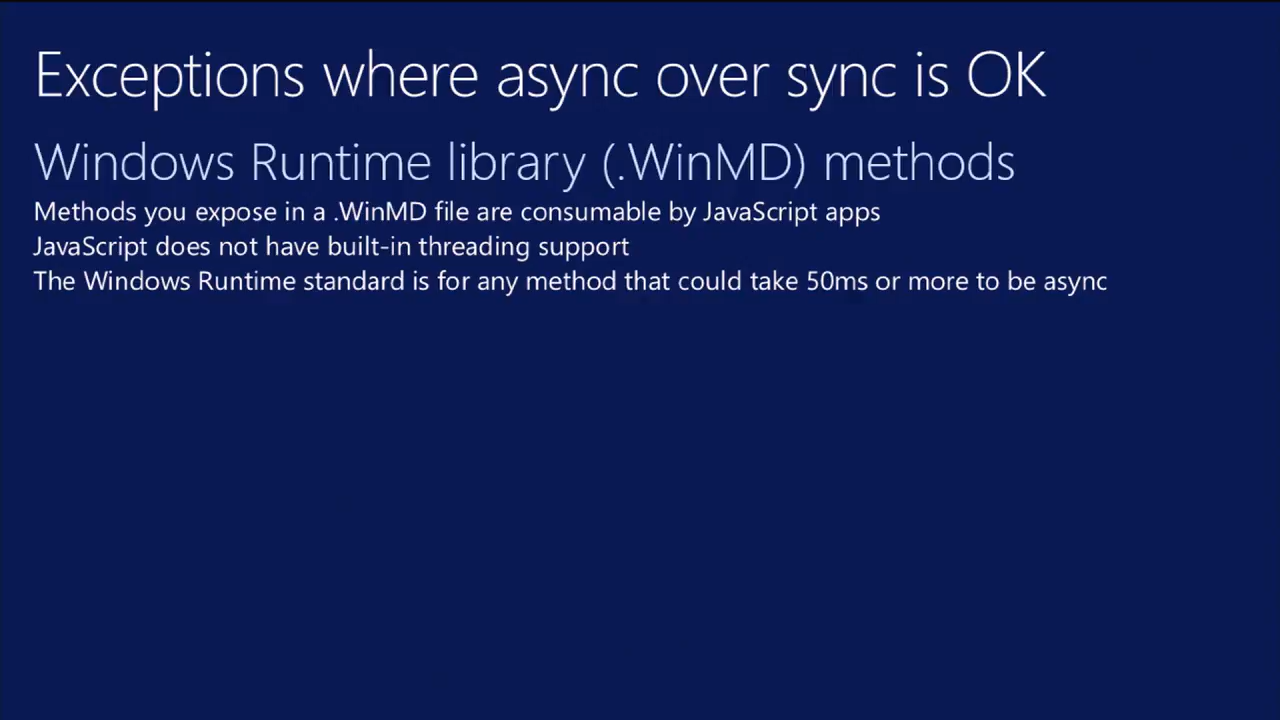 Exceptions where async over sync is OK
Windows Runtime library (.WinMD) methods
Methods you expose in a .WinMD file are consumable by JavaScript apps
JavaScript does not have built-in threading support
The Windows Runtime standard is for any method that could take 50ms or more to be async